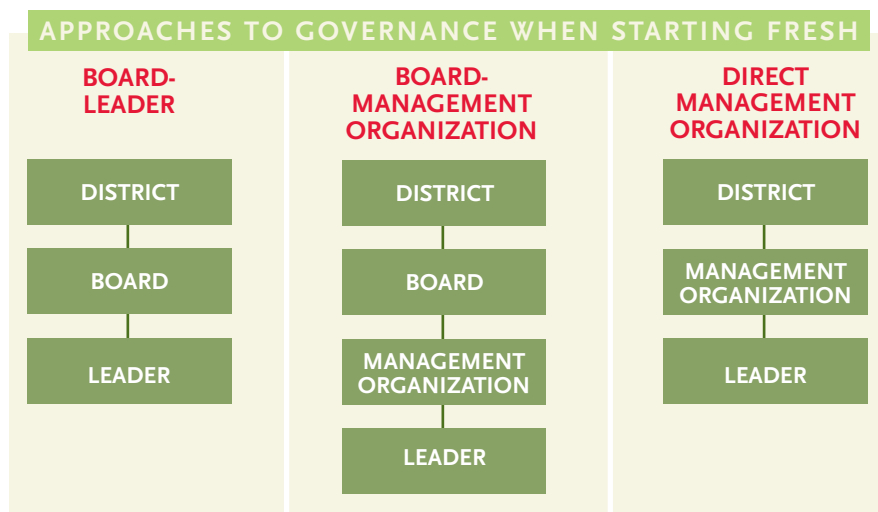 APPROACHES TO GOVERNANCE WHEN STARTING FRESH
BOARD-
LEADER
DISTRICT
BOARD
LEADER
BOARD-
MANAGEMENT
ORGANIZATION
DISTRICT
BOARD
MANAGEMENT
ORGANIZATION
LEADER
DIRECT
MANAGEMENT
ORGANIZATION
DISTRICT
MANAGEMENT
ORGANIZATION
LEADER